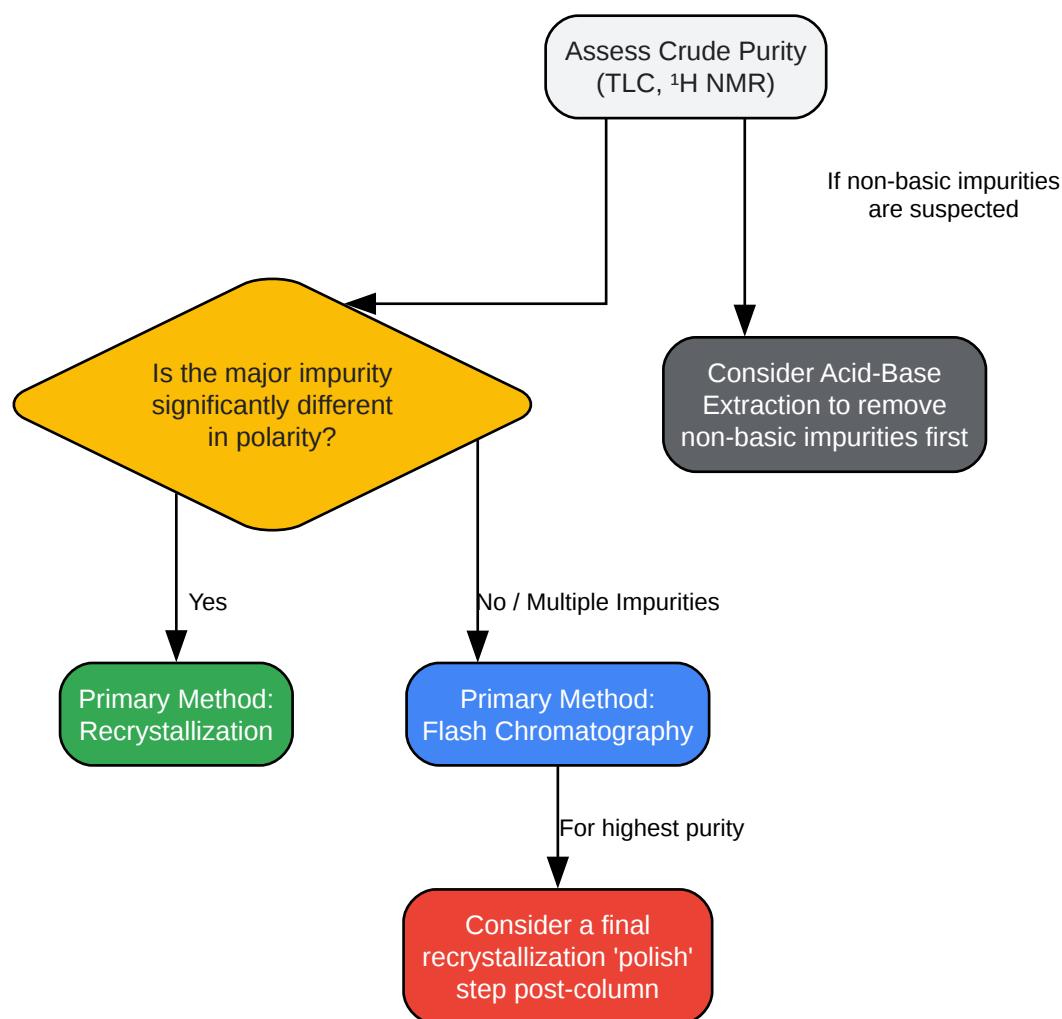 Assess Crude Purity
(TLC, ¹H NMR)
If non-basic impurities
are suspected
Is the major impurity
significantly different
in polarity?
Consider Acid-Base
Extraction to remove
non-basic impurities first
Yes
No / Multiple Impurities
Primary Method:
Recrystallization
Primary Method:
Flash Chromatography
For highest purity
Consider a final
recrystallization 'polish'
step post-column